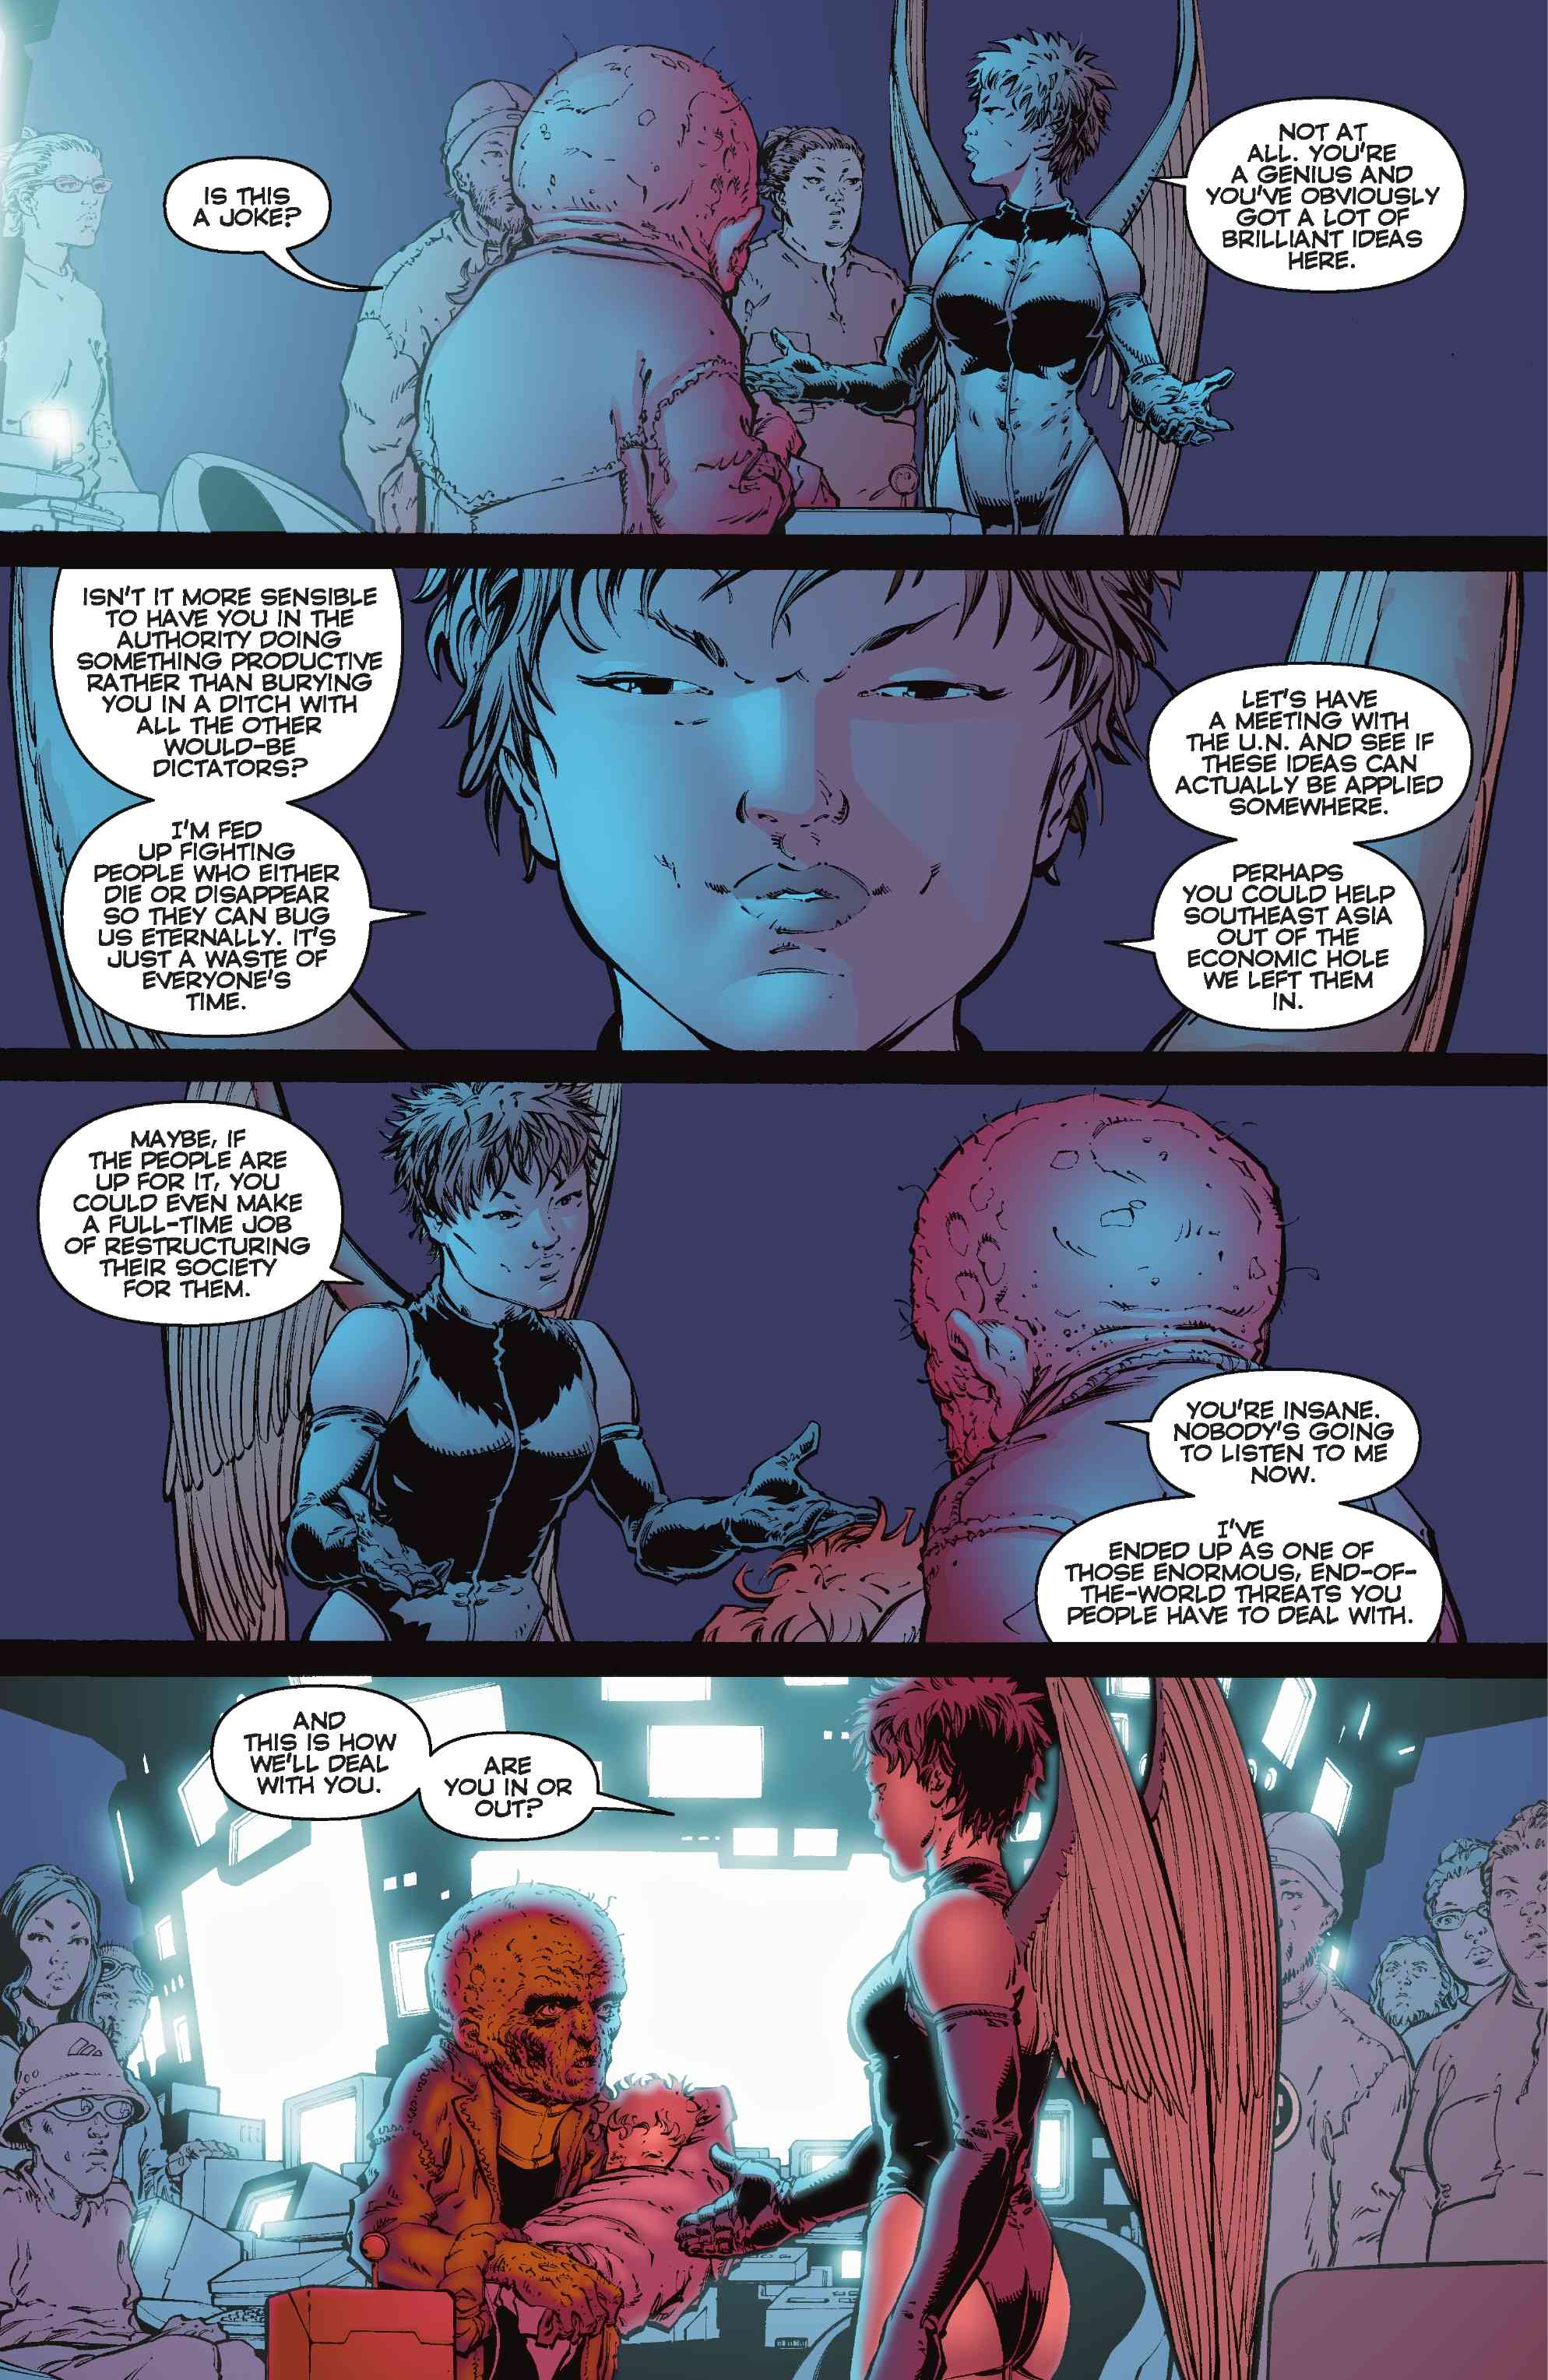 IS THIS
A JOKE?
NOT AT
ALL. YOU'RE
A GENIUS AND
YOU'VE OBVIOUSLY
GOT A LOT OF
BRILLIANT IDEAS
HERE.
ISN'T IT MORE SENSIBLE
TO HAVE YOU IN THE
AUTHORITY DOING
SOMETHING PRODUCTIVE
RATHER THAN BURYING
YOU IN A DITCH WITH
ALL THE OTHER
WOULD-BE
DICTATORS?
I'M FED
UP FIGHTING
PEOPLE WHO EITHER
DIE OR DISAPPEAR
SO THEY CAN BUG
US ETERNALLY. IT'S
JUST A WASTE OF
EVERYONE'S
TIME.
LET'S HAVE
A MEETING WITH
THE U.N. AND SEE IF
THESE IDEAS CAN
ACTUALLY BE APPLIED
SOMEWHERE.
PERHAPS
YOU COULD HELP
SOUTHEAST ASIA
OUT OF THE
ECONOMIC HOLE
WE LEFT THEM
IN.
MAYBE, IF
THE PEOPLE ARE
UP FOR IT, YOU
COULD EVEN MAKE
A FULL-TIME JOB
OF RESTRUCTURING
THEIR SOCIETY
FOR THEM.
YOU'RE INSANE.
NOBODY'S GOING
TO LISTEN TO ME
NOW.
I'VE
ENDED UP AS ONE OF
THOSE ENORMOUS, END-OF-
THE-WORLD THREATS YOU
PEOPLE HAVE TO DEAL WITH.
AND
THIS IS HOW
WE'LL DEAL
WITH YOU.
ARE
YOU IN OR
OUT?